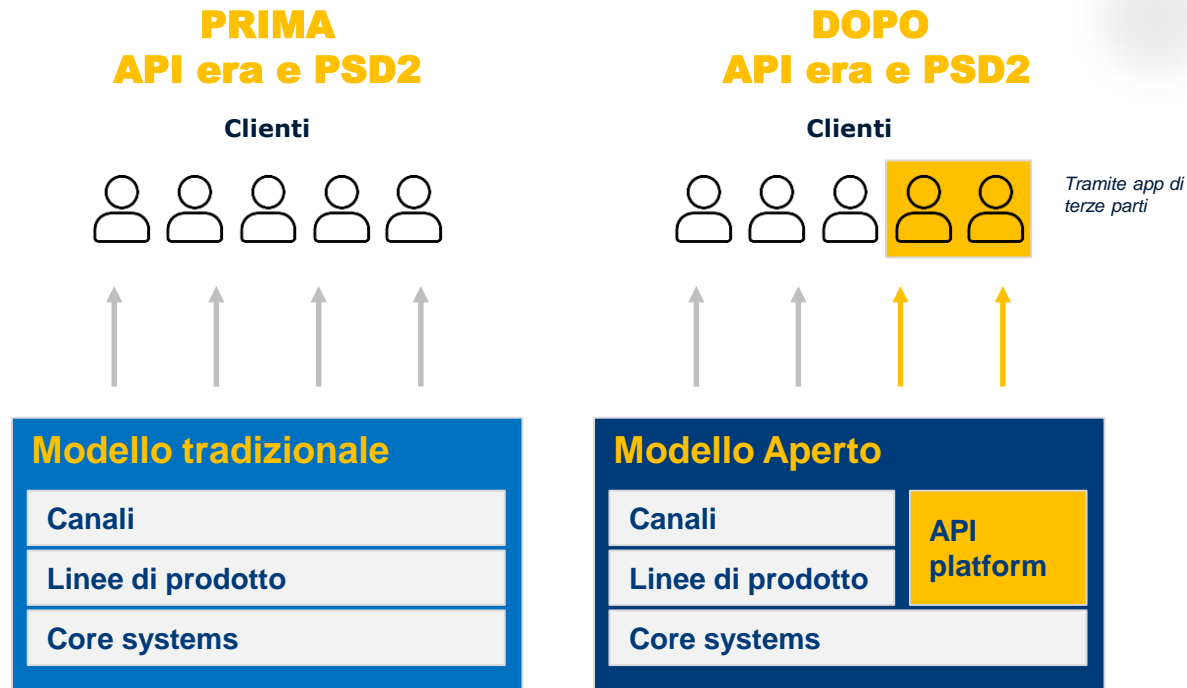 PRIMA
API era e PSD2
Clienti
Modello tradizionale
Canali
Linee di prodotto
Core systems
DOPO
API era e PSD2
Clienti
Tramite app di
terze parti
Modello Aperto
Canali
Linee di prodotto
API
platform
Core systems